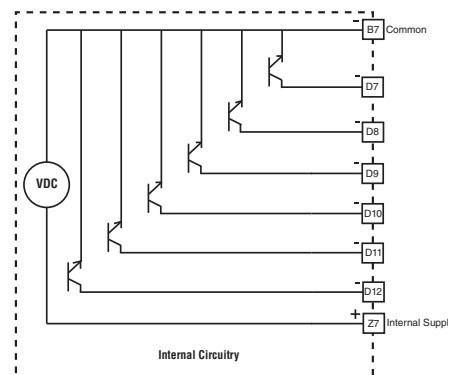 - B7 Common
- D7
- D8
- D9
VDC
- D10
- D11
- D12
+ Z7 Internal Suppl
Internal Circuitry